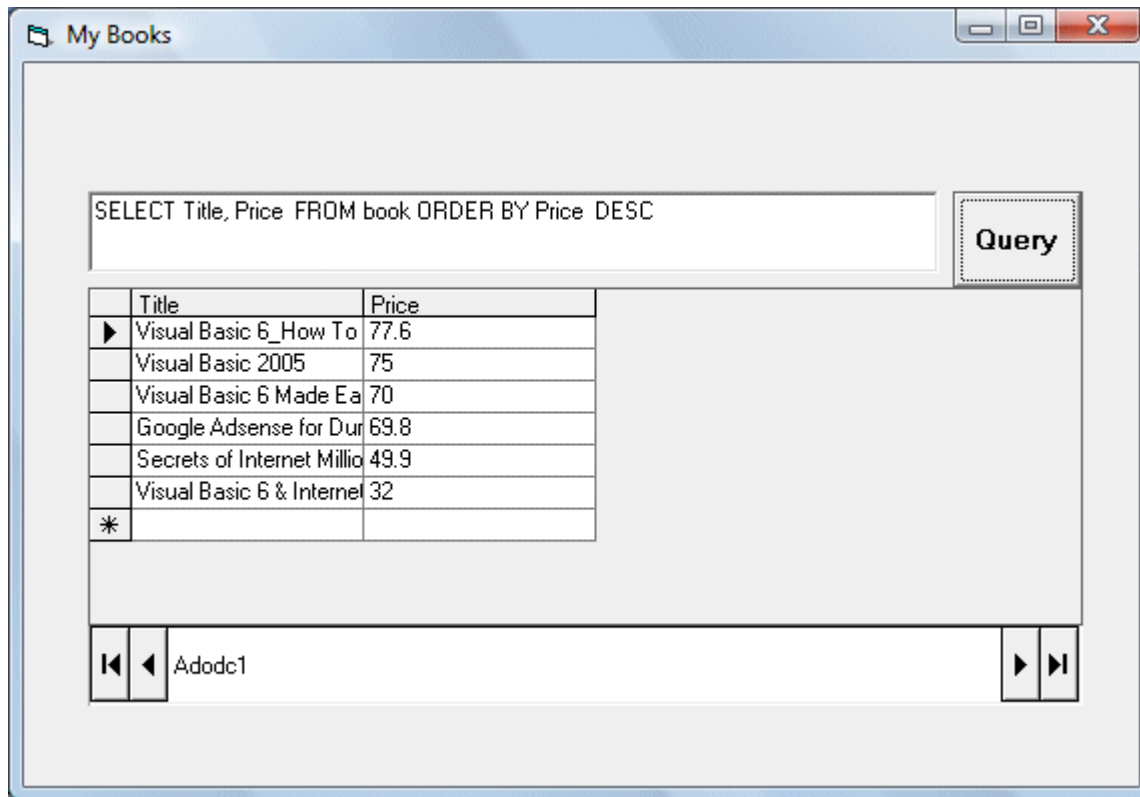 My Books
SELECT Title, Price FROM book ORDER BY Price DESC
Query
Title Price
Visual Basic 6_How To 77.6
Visual Basic 2005 75
Visual Basic 6 Made Ea 70
Google Adsense for Dur 69.8
Secrets of Internet Millio 49.9
Visual Basic 6 & Internet 32
Adodc1